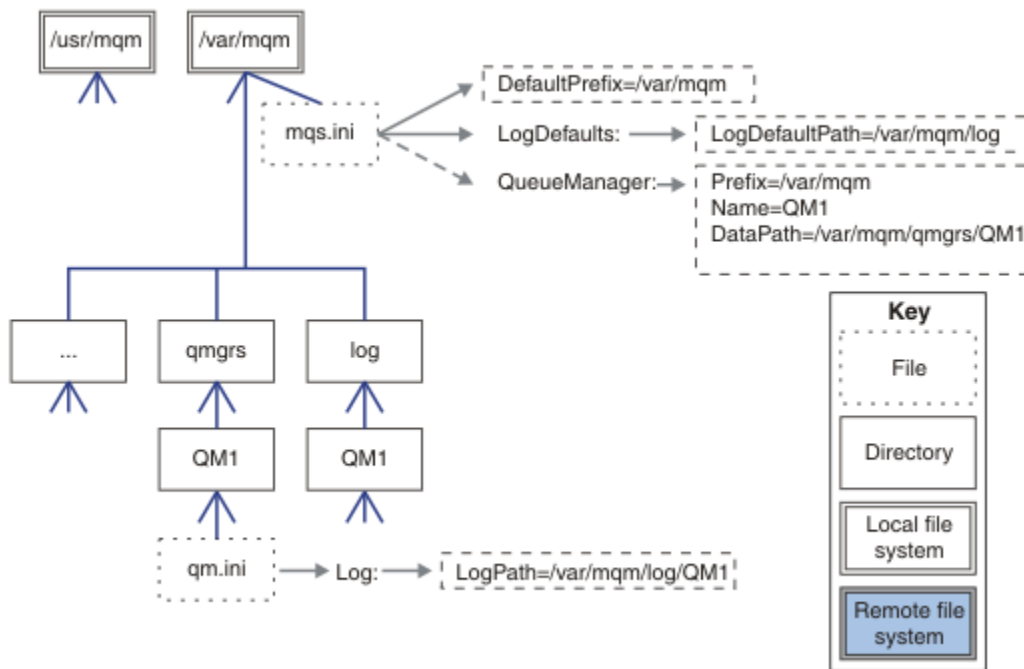 /usr/mqm
/var/mqm
mqs.ini
DefaultPrefix=/var/mqm
LogDefaults:
LogDefaultPath=/var/mqm/log
QueueManager:
Prefix=/var/mqm
Name=QM1
DataPath=/var/mqm/qmgrs/QM1
...
qmgrs
log
QM1
QM1
qm.ini
Log:
LogPath=/var/mqm/log/QM1
Key
File
Directory
Local file
system
Remote file
system